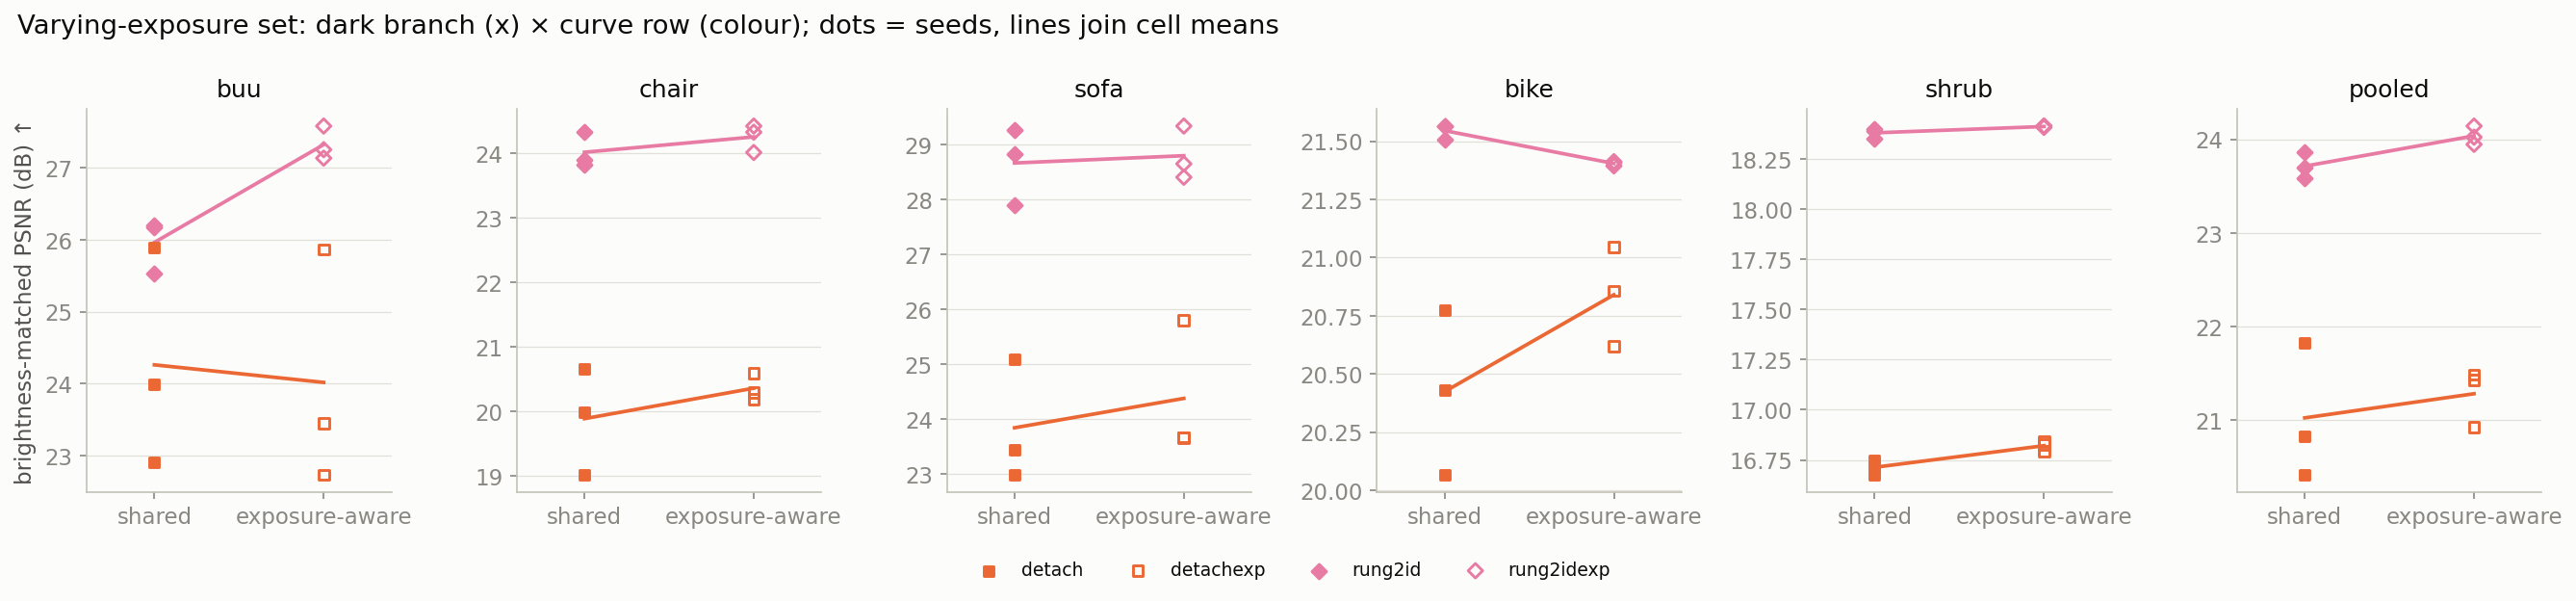 Varying-exposure set: dark branch (x) × curve row (colour); dots = seeds, lines join cell means
buu
chair
sofa
bike
shrub
pooled
brightness-matched PSNR (dB) ↑
27
26
25
24
23
24
23
22
21
20
19
29
28
27
26
25
24
23
21.50
21.25
21.00
20.75
20.50
20.25
20.00
18.25
18.00
17.75
17.50
17.25
17.00
16.75
24
23
22
21
shared exposure-aware
shared exposure-aware
shared exposure-aware
shared exposure-aware
shared exposure-aware
shared exposure-aware
detach detachexp rung2id rung2idexp